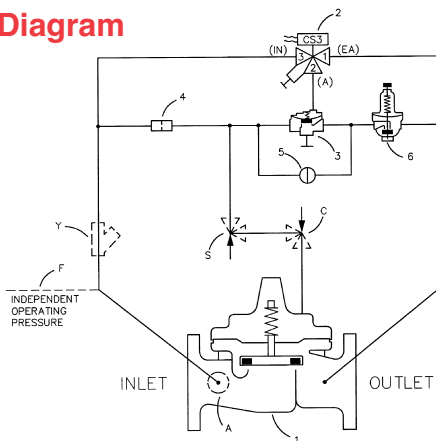 Diagram
2
CS3
(IN)
3
1
(EA)
2
(A)
4
3
5
6
Y
S
C
F
INDEPENDENT
OPERATING
PRESSURE
INLET
OUTLET
A
1